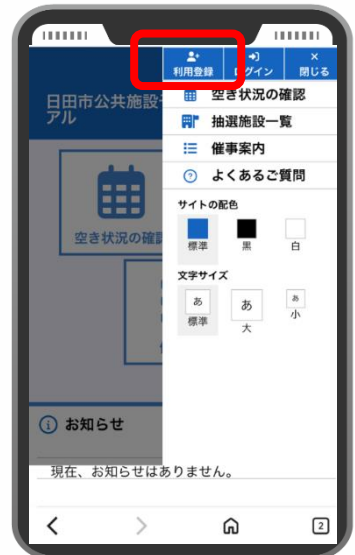 利用登録
ログイン
閉じる
日田市公共施設
アル
空き状況の確認
抽選施設一覧
催事案内
よくあるご質問
サイトの配色
標準
黒
白
空き状況の確認
文字サイズ
あ
標準
あ
大
あ
小
お知らせ
現在、お知らせはありません。
2